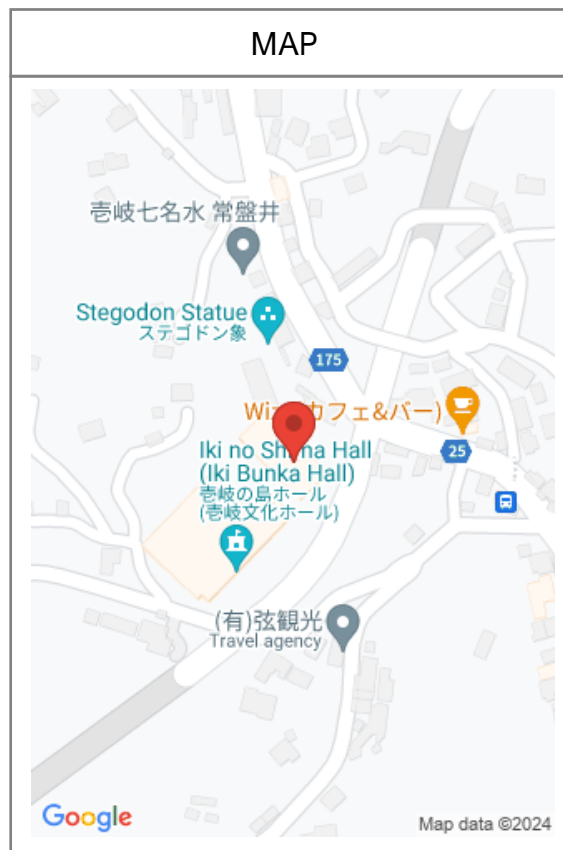 MAP
壱岐七名水 常盤井
Stegodon Statue
ステゴドン象
175
カフェ&バー)
25
Iki no Shima Hall
(Iki Bunka Hall)
壱岐の島ホール
(壱岐文化ホール)
(有)弦観光
Travel agency
Google
Map data ©2024